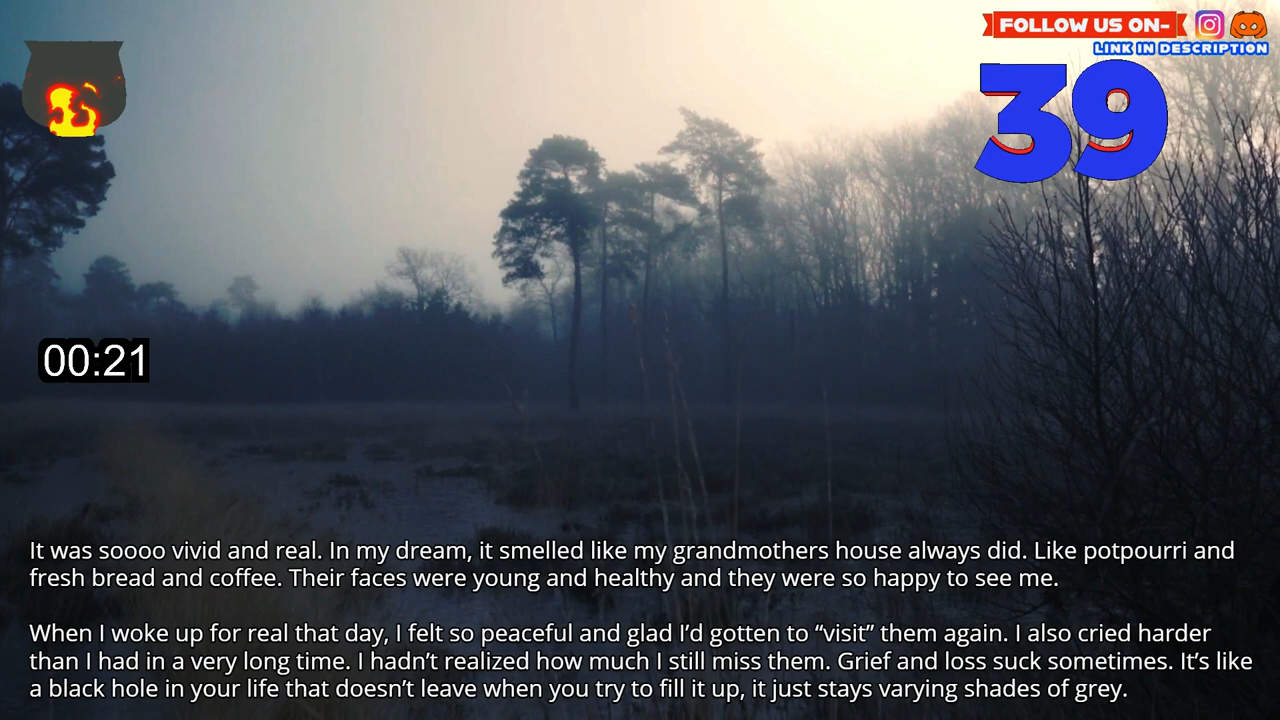 FOLLOW US ON-
LINK IN DESCRIPTION
39
00:21
It was soooo vivid and real. In my dream, it smelled like my grandmothers house always did. Like potpourri and
fresh bread and coffee. Their faces were young and healthy and they were so happy to see me.
When I woke up for real that day, I felt so peaceful and glad I’d gotten to “visit” them again. I also cried harder
than I had in a very long time. I hadn’t realized how much I still miss them. Grief and loss suck sometimes. It’s like
a black hole in your life that doesn’t leave when you try to fill it up, it just stays varying shades of grey.